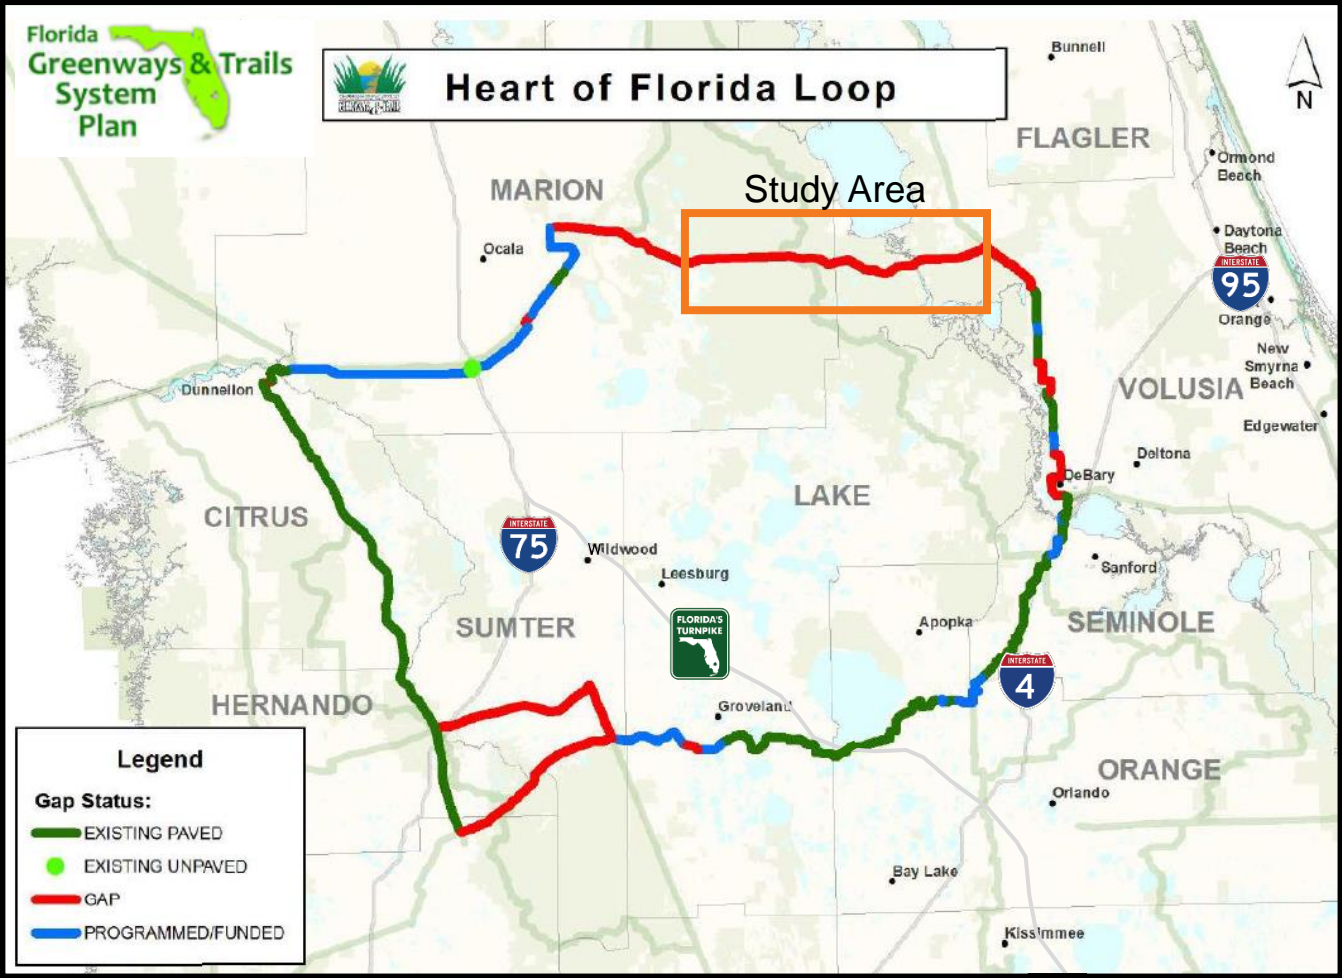 Florida
Greenways & Trails
System
Plan
Heart of Florida Loop
N
Bunnell
FLAGLER
Ormond
Beach
Study Area
MARION
Ocala
Daytona
Beach
INTERSTATE
95
Orange
New
Smyrna
Beach
VOLUSIA
Edgewater
Dunnellon
Deltona
DeBary
LAKE
CITRUS
INTERSTATE
75
Wildwood
Leesburg
Sanford
FLORIDA'S
TURNPIKE
Apopka
SEMINOLE
SUMTER
INTERSTATE
4
HERNANDO
Groveland
ORANGE
Orlando
Bay Lake
Kissimmee
Legend
Gap Status:
EXISTING PAVED
EXISTING UNPAVED
GAP
PROGRAMMED/FUNDED